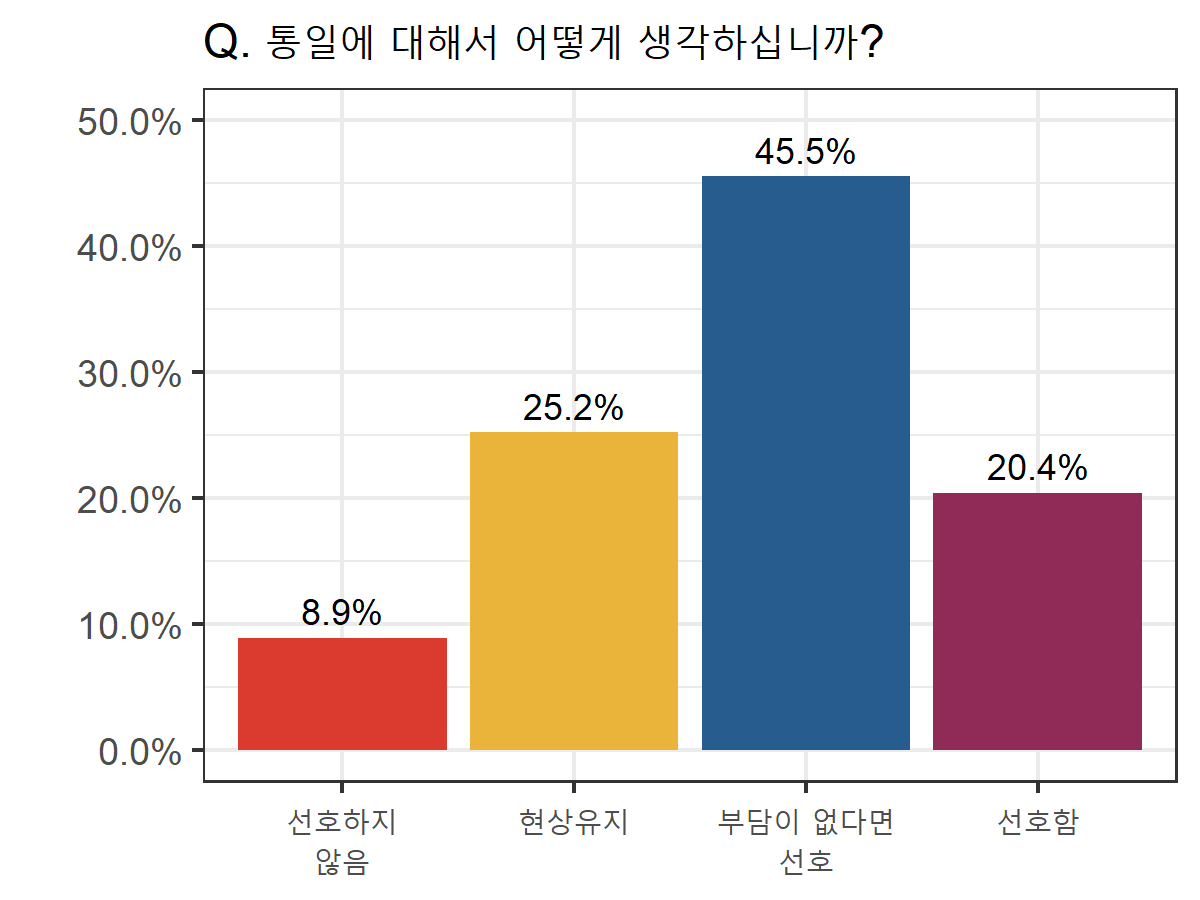 Q. 통일에 대해서 어떻게 생각하십니까?
50.0%
40.0%
30.0%
20.0%
10.0%
0.0%
8.9%
25.2%
45.5%
20.4%
선호하지
않음
현상유지
부담이 없다면
선호
선호함